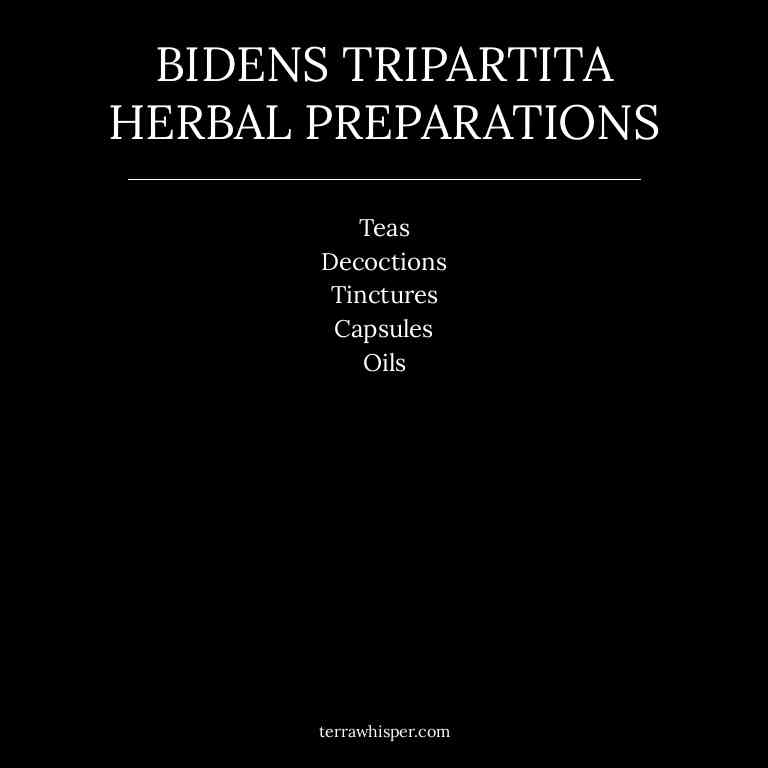 BIDENS TRIPARTITA
HERBAL PREPARATIONS
Teas
Decoctions
Tinctures
Capsules
Oils
terrawhisper.com